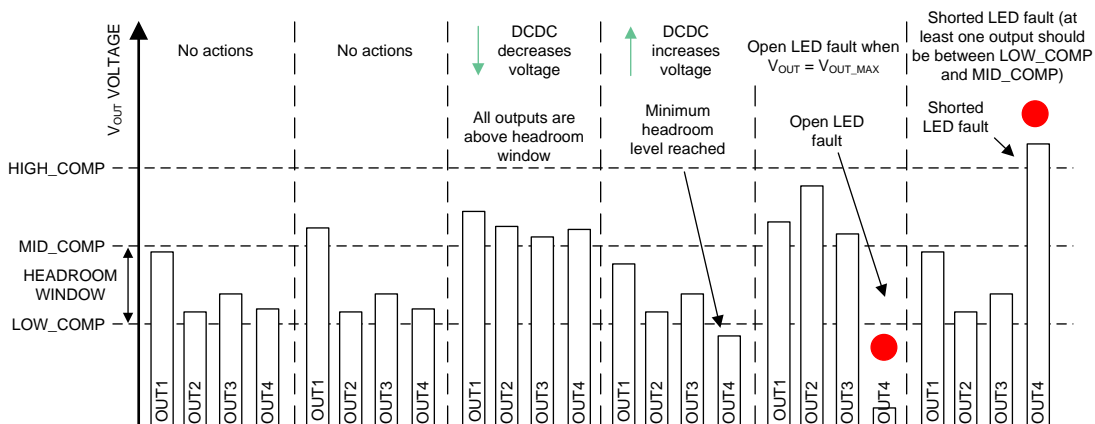 V_OUT VOLTAGE
No actions
No actions
DCDC
decreases
voltage
All outputs are
above headroom
window
DCDC
increases
voltage
Minimum
headroom
level reached
Open LED fault when
V_OUT = V_OUT_MAX
Open LED
fault
Shorted LED fault (at
least one output should
be between LOW_COMP
and MID_COMP)
Shorted
LED fault
HIGH_COMP
MID_COMP
HEADROOM
WINDOW
LOW_COMP
OUT1
OUT2
OUT3
OUT4
OUT1
OUT2
OUT3
OUT4
OUT1
OUT2
OUT3
OUT4
OUT1
OUT2
OUT3
OUT4
OUT1
OUT2
OUT3
OUT4
OUT1
OUT2
OUT3
OUT4